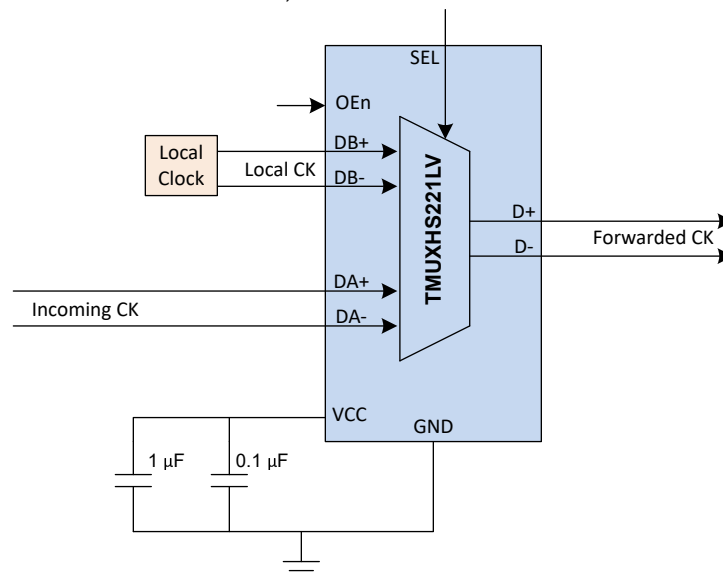 SEL
OEn
DB+
Local
Clock
Local CK
DB-
TMUXHS221LV
D+
Forwarded CK
D-
DA+
Incoming CK
DA-
VCC
GND
1 µF
0.1 µF